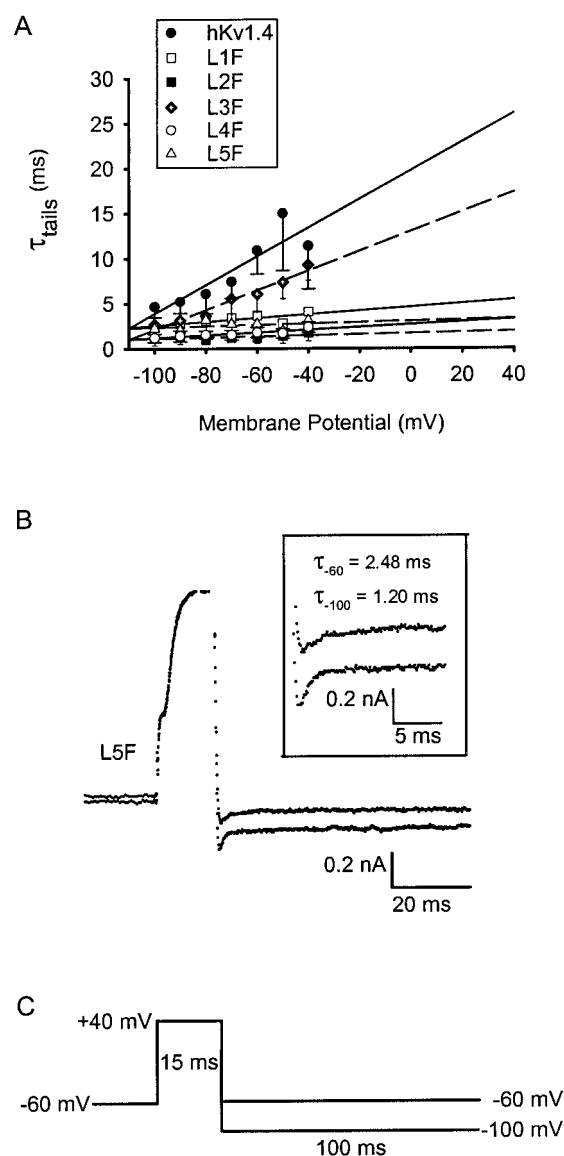 A
hKv1.4
L1F
L2F
L3F
L4F
L5F
τtails (ms)
30
25
20
15
10
5
0
-100 -80 -60 -40 -20 0 20 40
Membrane Potential (mV)
B
τ-60 = 2.48 ms
τ-100 = 1.20 ms
0.2 nA
5 ms
L5F
0.2 nA
20 ms
C
+40 mV
15 ms
-60 mV
-60 mV
-100 mV
100 ms